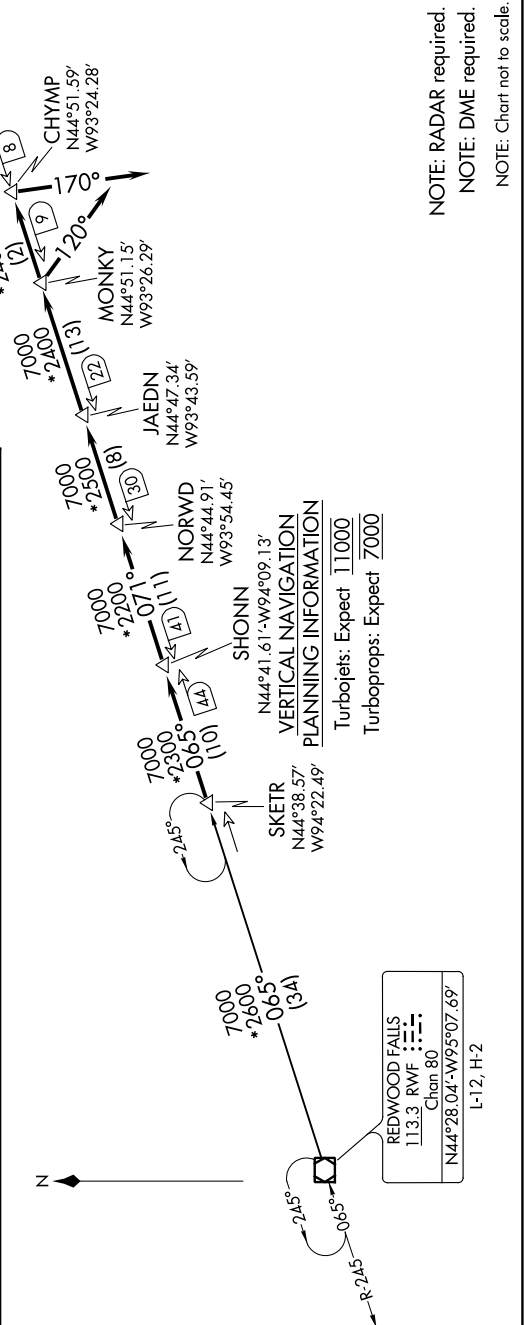 8
CHYMP
N44°51.59'
W93°24.28'
(2)
9
170°
120°
MONKY
N44°51.15'
W93°26.29'
7000
*2400
(13)
22
JAEDN
N44°47.34'
W93°43.59'
7000
*2500
(8)
30
NORWD
N44°44.91'
W93°54.45'
7000
*2200
071°
(11)
41
SHONN
N44°41.61'-W94°09.13'
VERTICAL NAVIGATION
PLANNING INFORMATION
Turbojets: Expect 11000
Turboprops: Expect 7000
44
7000
*2300
065°
(10)
245°
SKETR
N44°38.57'
W94°22.49'
7000
*2600
065°
(34)
N
REDWOOD FALLS
113.3 RWF
Chan 80
N44°28.04'-W95°07.69'
L-12, H-2
245°
065°
R-245
NOTE: RADAR required.
NOTE: DME required.
NOTE: Chart not to scale.